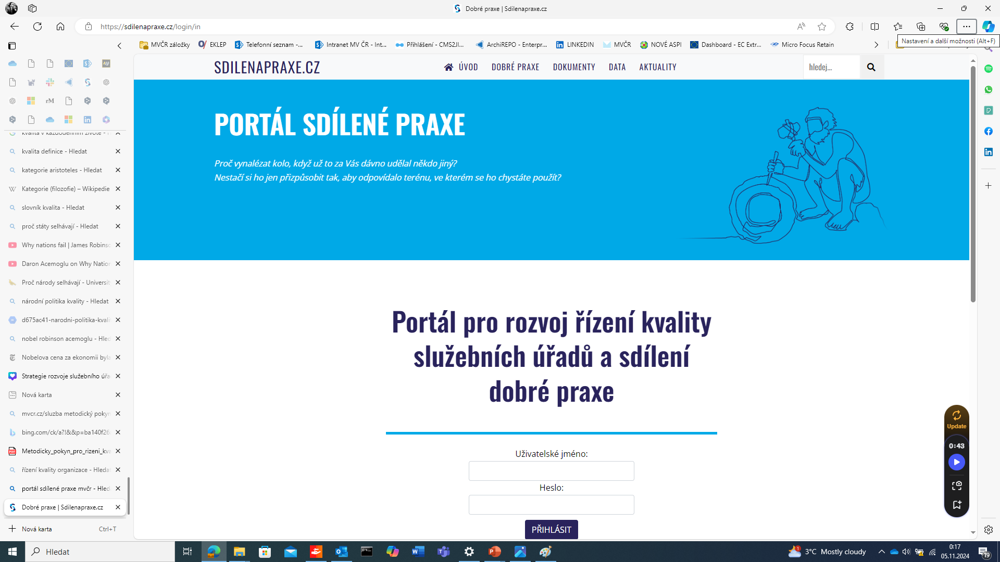 Dobré praxe | Sdilenapraxe.cz
https://sdilenapraxe.cz/login/in
Nastavení a další možnosti (Alt+F)
MVČR záložky
EKLEP
Telefonní seznam -...
Intranet MV ČR - Int...
Přihlášení - CMS2JI...
ArchiREPO - Enterpr...
LINKEDIN
MVČR
NOVÉ ASPI
Dashboard - EC Extr...
Micro Focus Retain
rM
kvalita v každodenním životě -
kvalita definice - Hledat
kategorie aristoteles - Hledat
Kategorie (filozofie) – Wikipedie
slovník kvalita - Hledat
proč státy selhávají - Hledat
Why nations fail | James Robinso
Daron Acemoglu on Why Nation
Proč národy selhávají - Universit
národní politika kvality - Hledat
d675ac41-narodni-politika-kvali
nobel robinson acemoglu - Hled
Nobelova cena za ekonomii byla
Strategie rozvoje služebního úřa
Nová karta
mvcr.cz/sluzba metodický pokyn
bing.com/ck/a?!&&p=ba140f26
Metodicky_pokyn_pro_rizeni_kva
řízení kvality organizace - Hleda
portál sdílené praxe mvčr - Hled
Dobré praxe | Sdilenapraxe.cz
Nová karta Ctrl+T
SDILENAPRAXE.CZ
ÚVOD
DOBRÉ PRAXE
DOKUMENTY
DATA
AKTUALITY
hledej...
PORTÁL SDÍLENÉ PRAXE
Proč vynalézat kolo, když už to za Vás dávno udělal někdo jiný?
Nestačí si ho jen přizpůsobit tak, aby odpovídalo terénu, ve kterém se ho chystáte použít?
Portál pro rozvoj řízení kvality
služebních úřadů a sdílení
dobré praxe
Uživatelské jméno:
Heslo:
PŘIHLÁSIT
Update
0:43
Hledat
3°C Mostly cloudy
0:17
05.11.2024
19